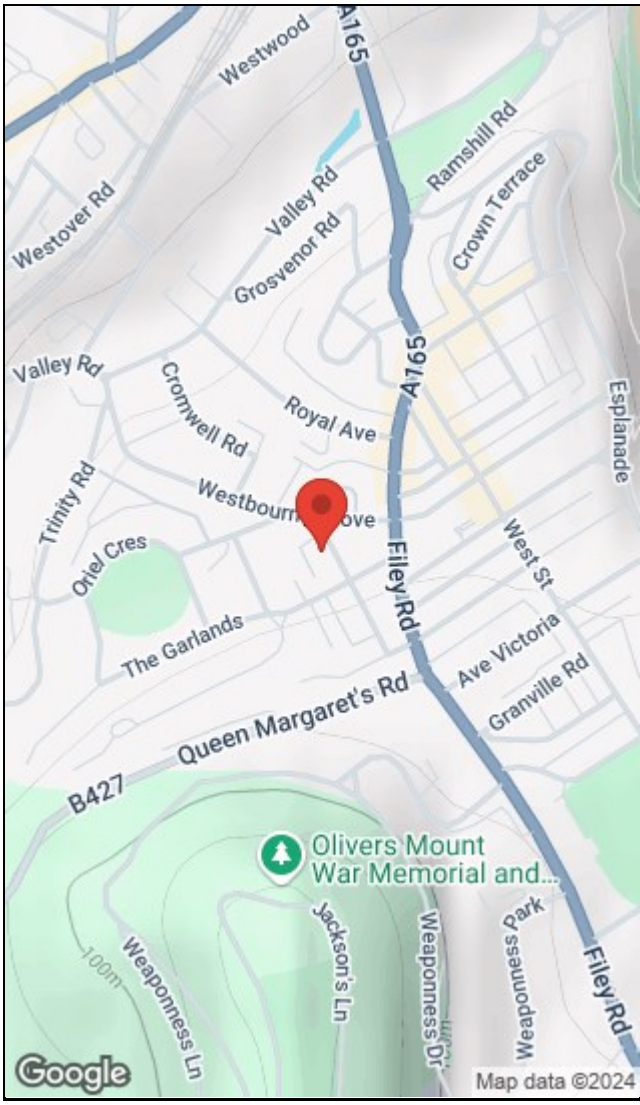 A165
Westwood
Ramshill Rd
Valley Rd
Crown Terrace
Westover Rd
Grosvenor Rd
A165
Valley Rd
Cromwell Rd
Royal Ave
Esplanade
Trinity Rd
Westbourne Grove
West St
Oriel Cres
Filey Rd
The Garlands
Ave Victoria
Granville Rd
Queen Margaret's Rd
B427
Olivers Mount
War Memorial and...
Jackson's Ln
Weaponness Park
100m
Weaponness Ln
Weaponness Dr
Filey Rd
Google
Map data ©2024